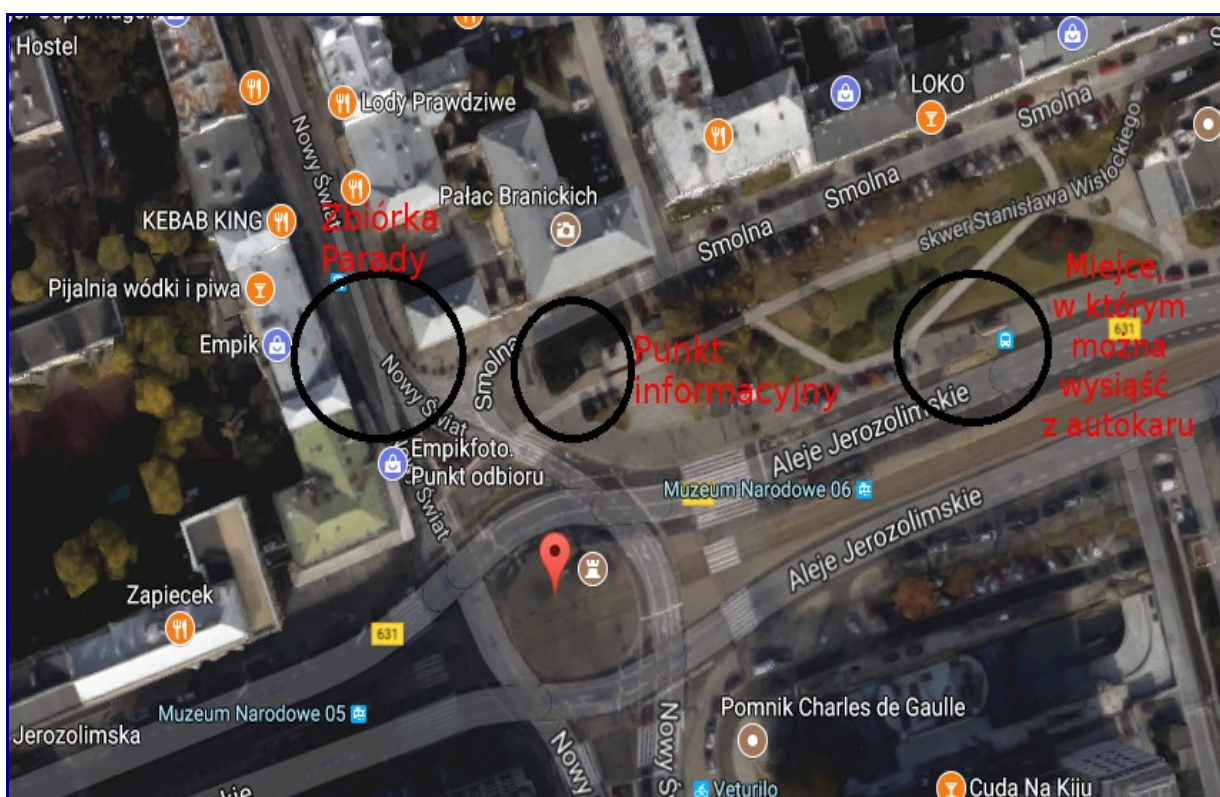 Hostel
Lody Prawdziwe
LOKO
Smolna
Nowy Świat
Smolna
skwer Stanisława Wisłockiego
Pałac Branickich
KEBAB KING
Zbiórka
Parady
Smolna
Pijalnia wódki i piwa
Miejce,
w którym
można
wysiąść
z autokaru
631
Empik
Smolna
Punkt
informacyjny
Nowy Świat
Aleje Jerozolimskie
Empikfoto.
Punkt odbioru
Nowy Świat
Muzeum Narodowe 06
Aleje Jerozolimskie
Zapiecek
631
Muzeum Narodowe 05
Jerozolimska
Pomnik Charles de Gaulle
Nowy
Veturilo
Cuda Na Kiju